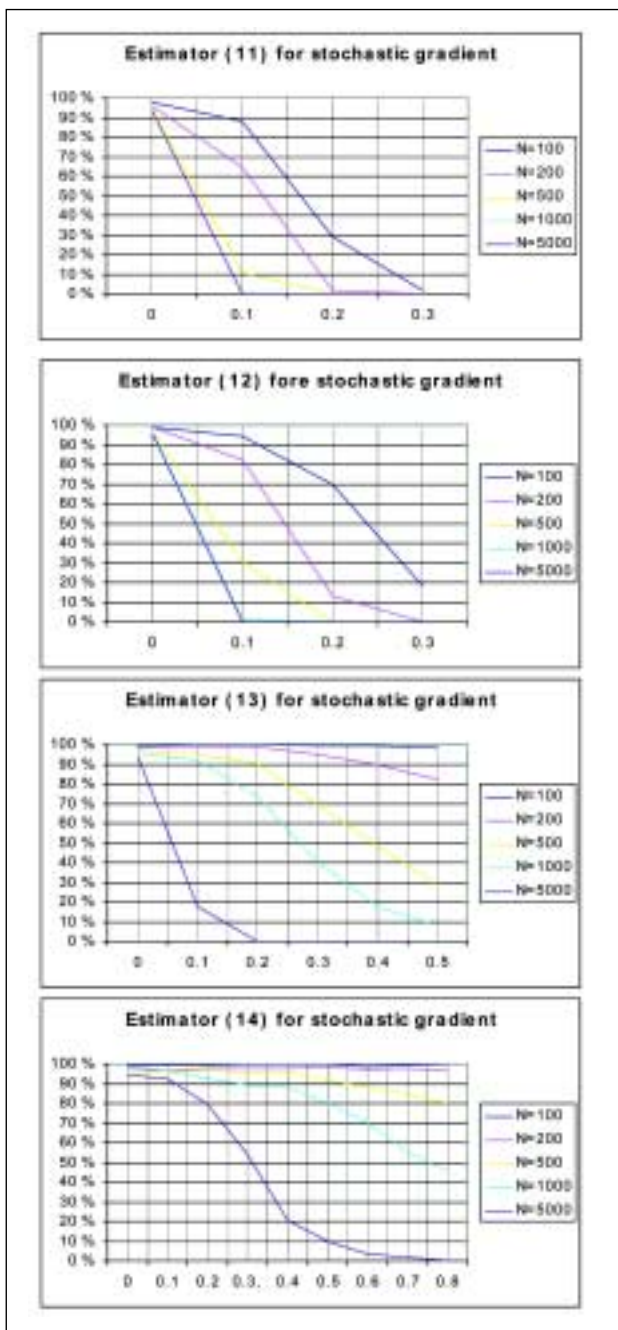 Estimator (11) for stochastic gradient
100 %
90 %
80 %
70 %
60 %
50 %
40 %
30 %
20 %
10 %
0 %
0 0.1 0.2 0.3
N=100
N=200
N=500
N=1000
N=5000
Estimator (12) fore stochastic gradient
100 %
90 %
80 %
70 %
60 %
50 %
40 %
30 %
20 %
10 %
0 %
0 0.1 0.2 0.3
N=100
N=200
N=500
N=1000
N=5000
Estimator (13) for stochastic gradient
100 %
90 %
80 %
70 %
60 %
50 %
40 %
30 %
20 %
10 %
0 %
0 0.1 0.2 0.3 0.4 0.5
N=100
N=200
N=500
N=1000
N=5000
Estimator (14) for stochastic gradient
100 %
90 %
80 %
70 %
60 %
50 %
40 %
30 %
20 %
10 %
0 %
0 0.1 0.2 0.3. 0.4 0.5 0.6 0.7 0.8
N=100
N=200
N=500
N=1000
N=5000